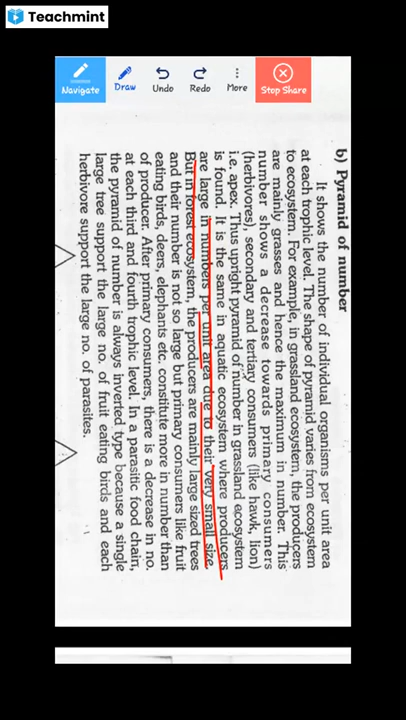 Teachmint
Navigate
Draw
Undo
Redo
More
Stop Share
b) Pyramid of number
It shows the number of individual organisms per unit area
at each trophic level. The shape of pyramid varies from ecosystem
to ecosystem. For example, in grassland ecosystem, the producers
are mainly grasses and hence the maximum in number. This
number shows a decrease towards primary consumers
(herbivores), secondary and tertiary consumers (like hawk, lion)
i.e. apex. Thus upright pyramid of number in grassland ecosystem
is found. It is the same in aquatic ecosystem where producers
are large in numbers per unit area due to their very small size.
But in forest ecosystem, the producers are mainly large sized trees
and their number is not so large but primary consumers like fruit
eating birds, deers, elephants etc. constitute more in number than
of producer. After primary consumers, there is a decrease in no.
at each third and fourth trophic level. In a parasitic food chain,
the pyramid of number is always inverted type because a single
large tree support the large no. of fruit eating birds and each
herbivore support the large no. of parasites.